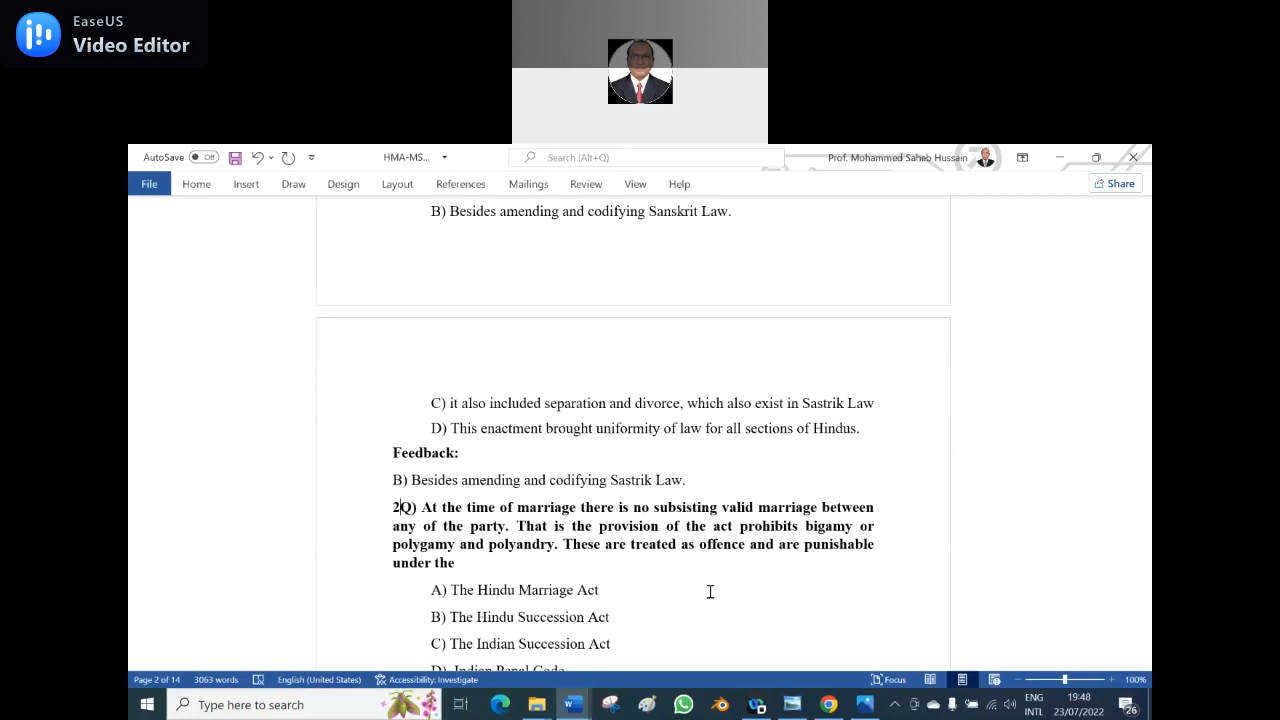 EaseUS
Video Editor
AutoSave Off HMA-MS... Search (Alt+Q) Prof. Mohammed Saheb Hussain
File Home Insert Draw Design Layout References Mailings Review View Help Share
B) Besides amending and codifying Sanskrit Law.
C) it also included separation and divorce, which also exist in Sastrik Law
D) This enactment brought uniformity of law for all sections of Hindus.
Feedback:
B) Besides amending and codifying Sastrik Law.
2Q) At the time of marriage there is no subsisting valid marriage between
any of the party. That is the provision of the act prohibits bigamy or
polygamy and polyandry. These are treated as offence and are punishable
under the
A) The Hindu Marriage Act
B) The Hindu Succession Act
C) The Indian Succession Act
D) Indian Penal Code
Page 2 of 14 3063 words English (United States) Accessibility: Investigate Focus 100%
Type here to search ENG 19:48
INTL 23/07/2022 26